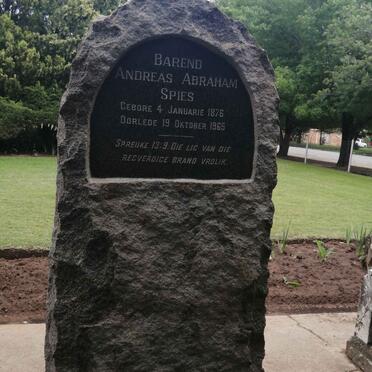 BAREND
ANDREAS ABRAHAM
SPIES
GEBORE 4 JANUARIE 1876
OORLEDE 19 OKTOBER 1965
SPREUKE 13:9. DIE LIG VAN DIE
REGVERDIGE BRAND VROLIK.